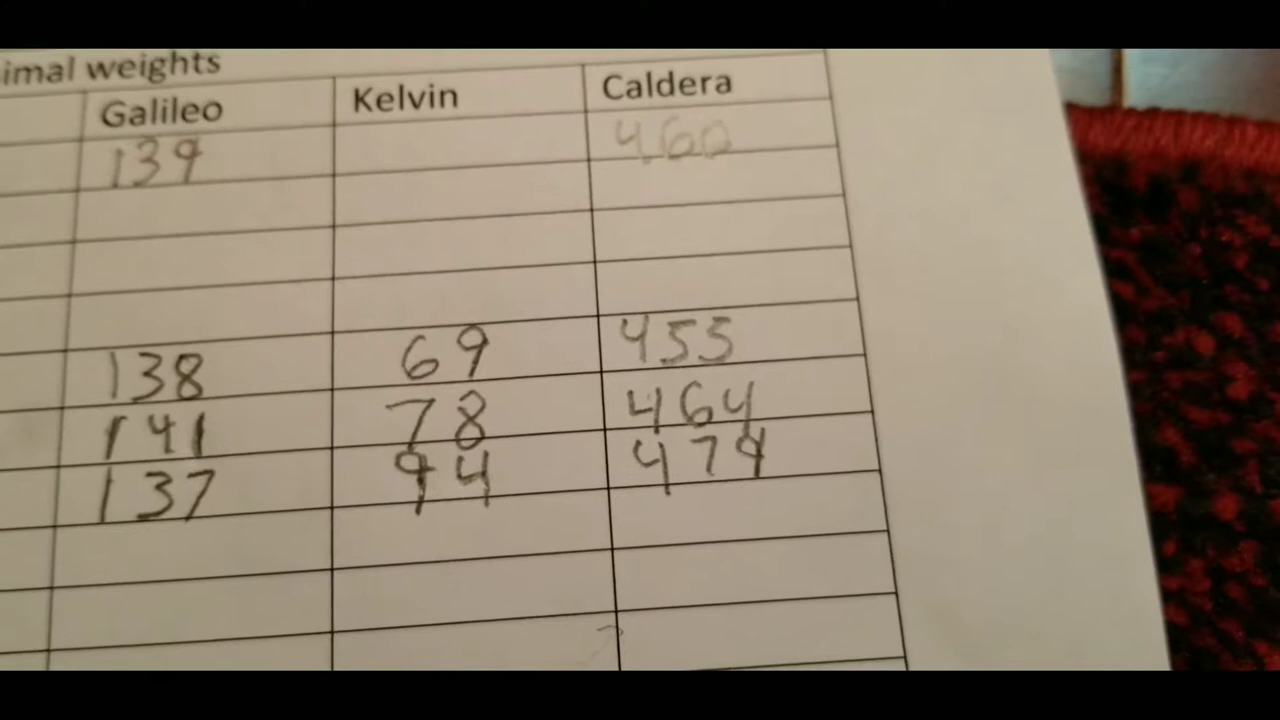 imal weights
Galileo Kelvin Caldera
139 460
138 69 455
141 78 464
137 94 479